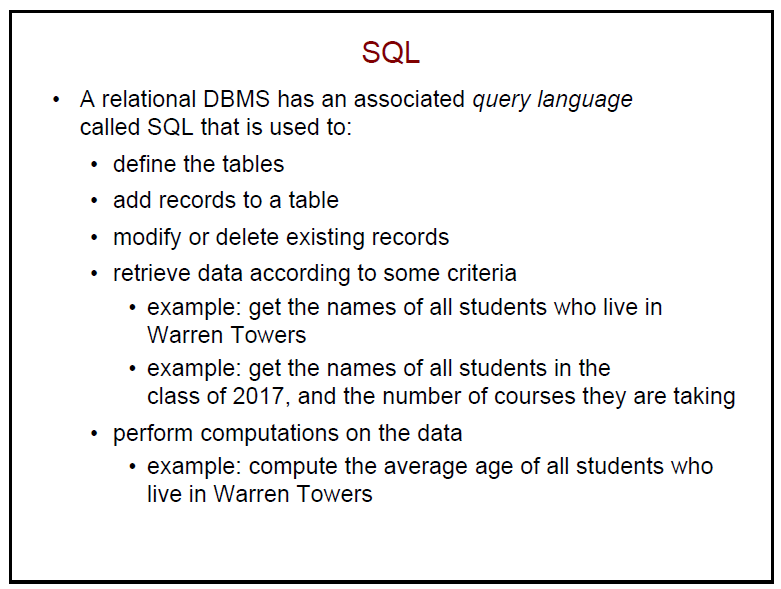 SQL
• A relational DBMS has an associated query language
called SQL that is used to:
• define the tables
• add records to a table
• modify or delete existing records
• retrieve data according to some criteria
• example: get the names of all students who live in
Warren Towers
• example: get the names of all students in the
class of 2017, and the number of courses they are taking
• perform computations on the data
• example: compute the average age of all students who
live in Warren Towers